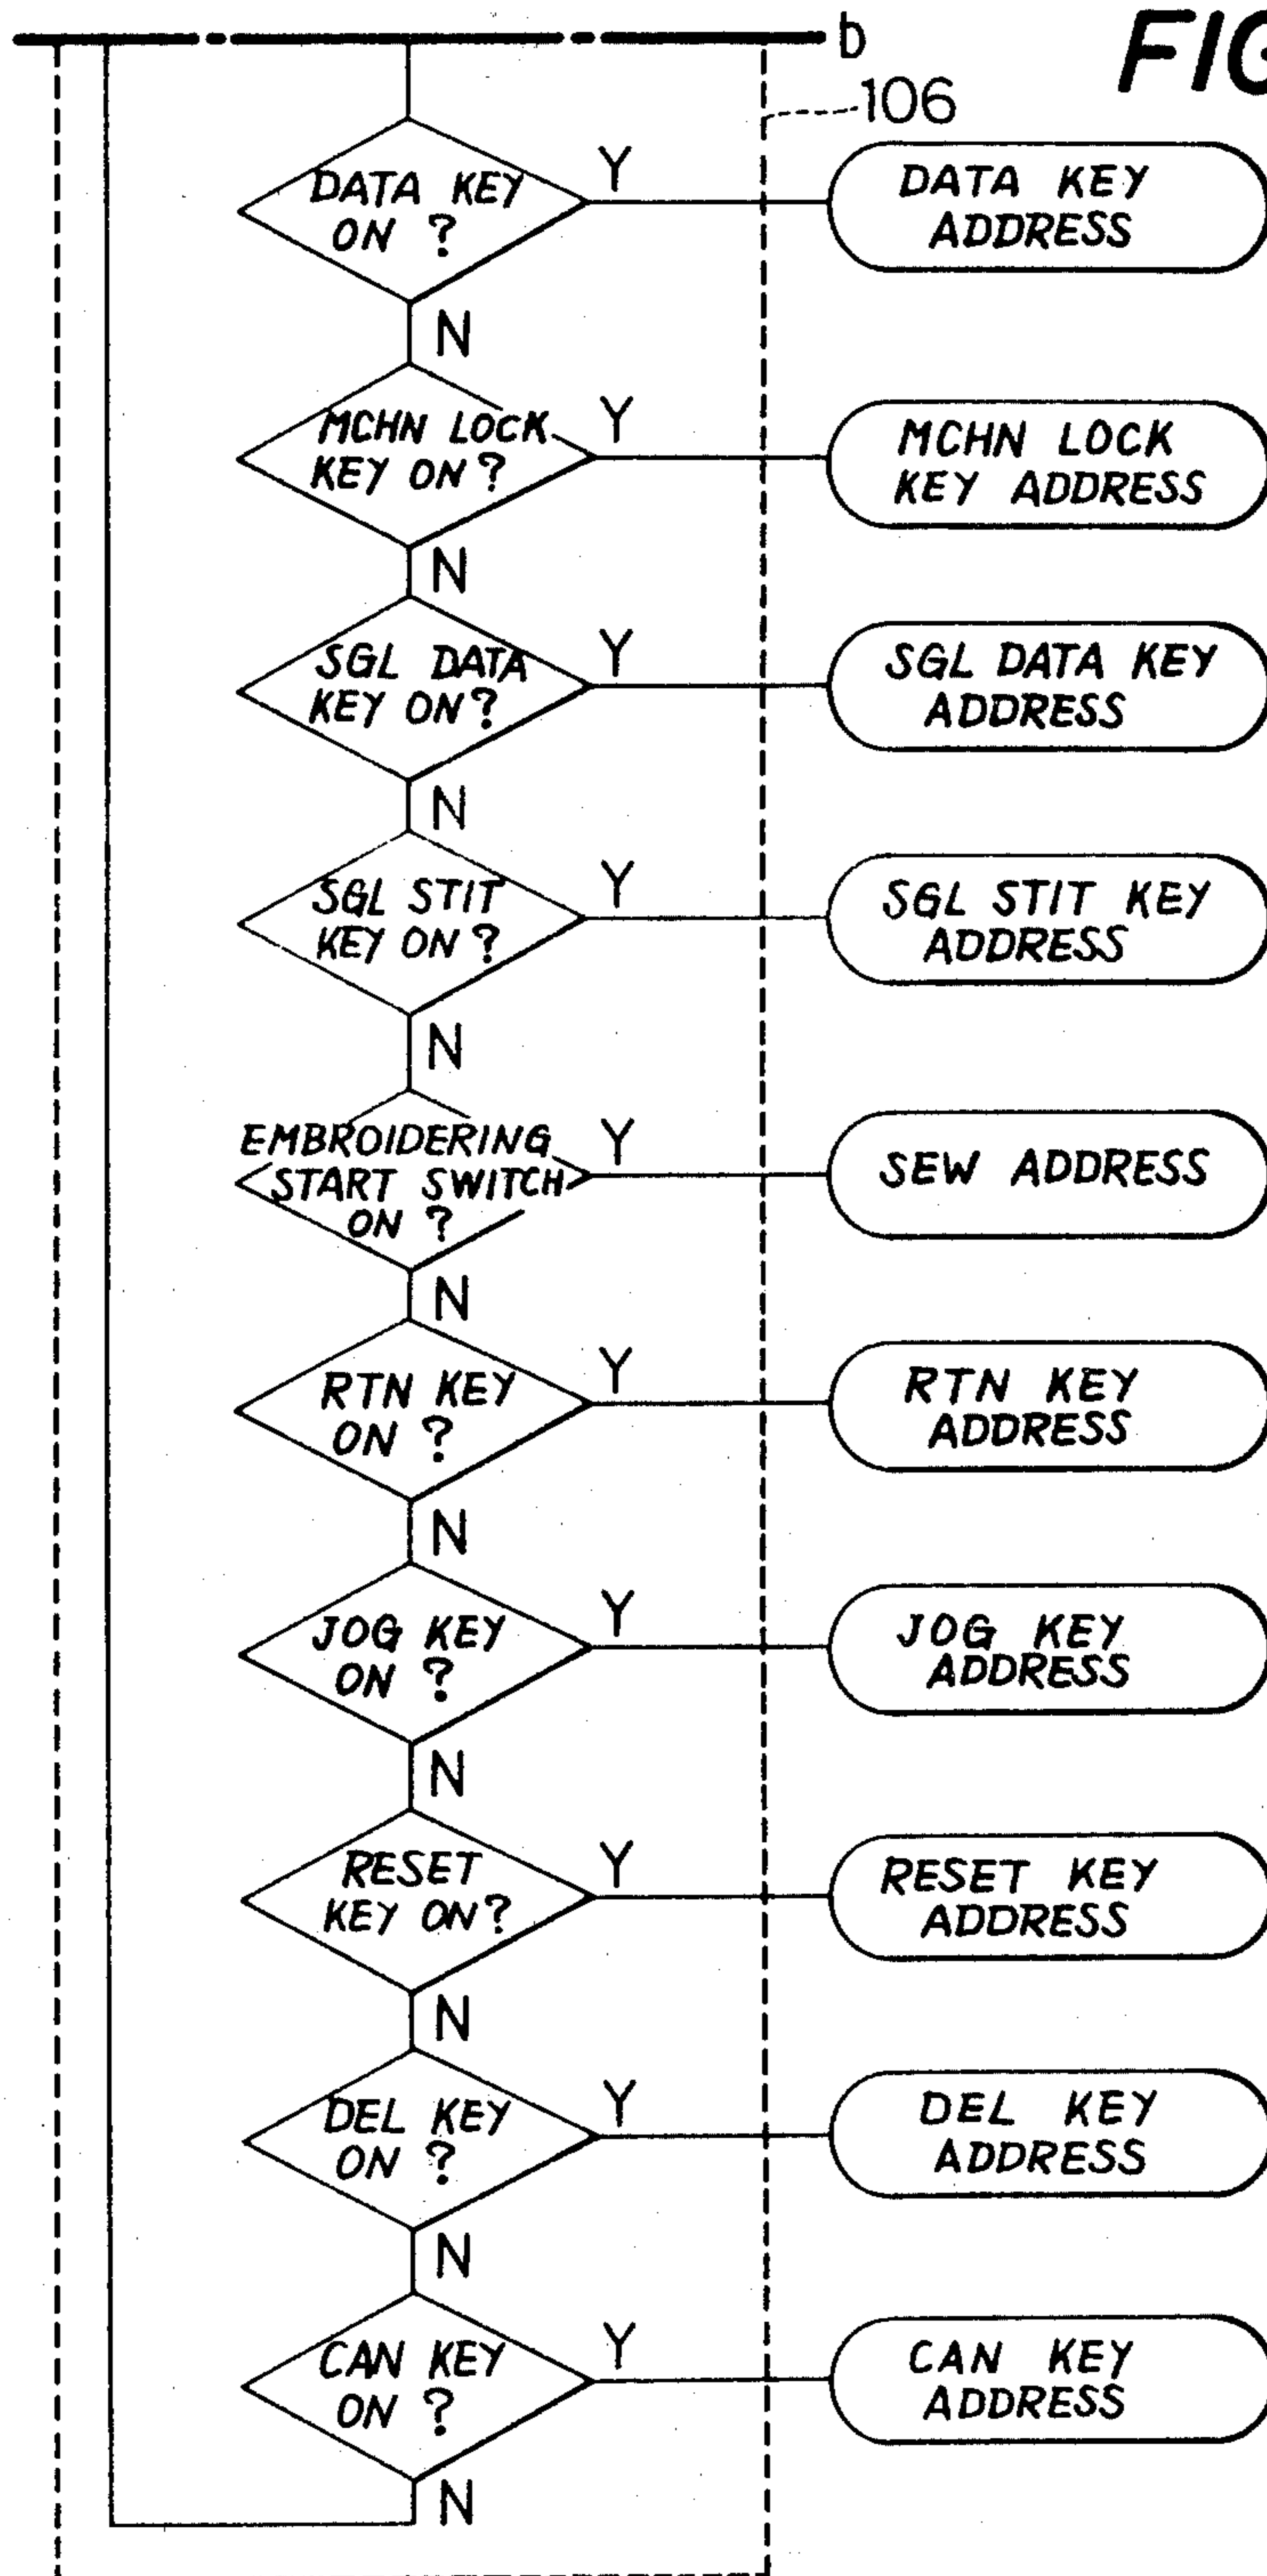 b
FIG
106
DATA KEY
ON ?
Y
DATA KEY
ADDRESS
N
MCHN LOCK
KEY ON ?
Y
MCHN LOCK
KEY ADDRESS
N
SGL DATA
KEY ON ?
Y
SGL DATA KEY
ADDRESS
N
SGL STIT
KEY ON ?
Y
SGL STIT KEY
ADDRESS
N
EMBROIDERING
START SWITCH
ON ?
Y
SEW ADDRESS
N
RTN KEY
ON ?
Y
RTN KEY
ADDRESS
N
JOG KEY
ON ?
Y
JOG KEY
ADDRESS
N
RESET
KEY ON ?
Y
RESET KEY
ADDRESS
N
DEL KEY
ON ?
Y
DEL KEY
ADDRESS
N
CAN KEY
ON ?
Y
CAN KEY
ADDRESS
N